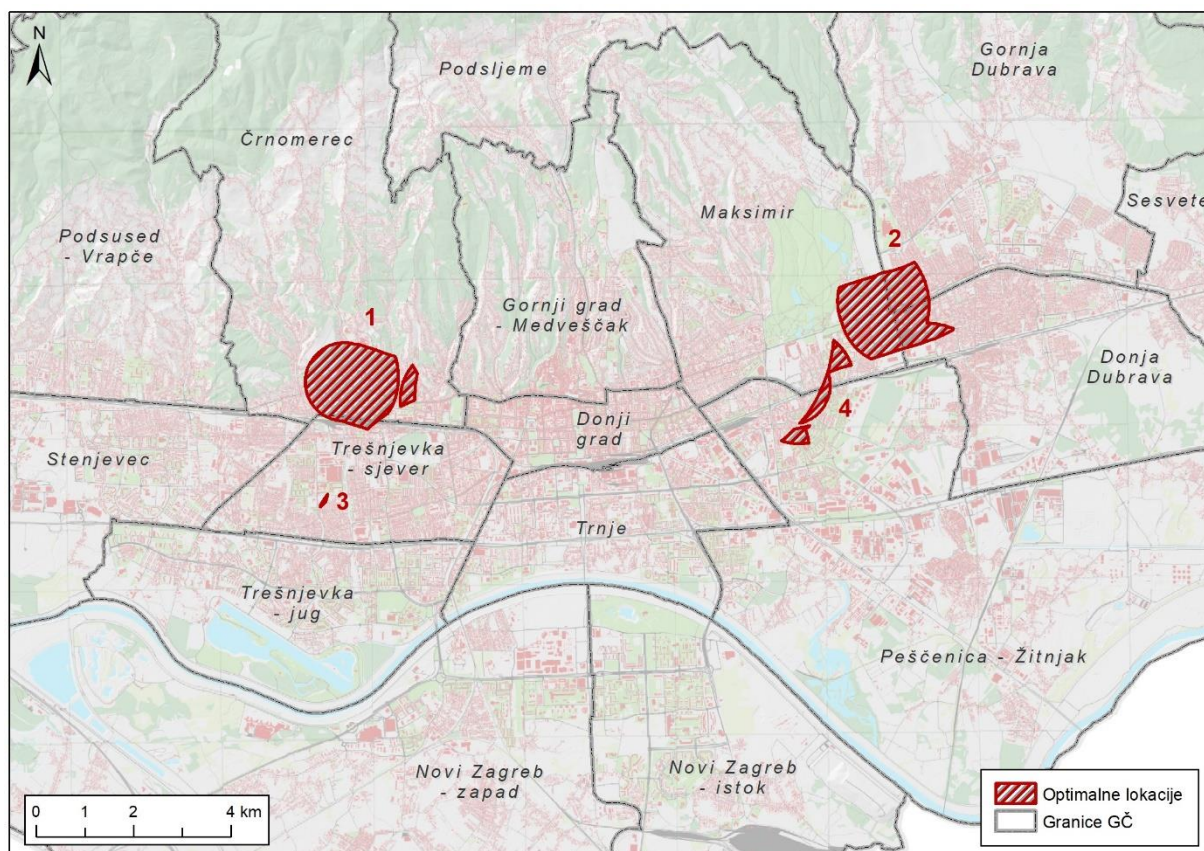 N
Podsljeme
Gornja
Dubrava
Črnomerec
Sesvete
Maksimir
Podsused
- Vrapče
2
1
Gornji grad
- Medveščak
Donja
Dubrava
4
Donji
grad
Trešnjevka
- sjever
Stenjevec
3
Trnje
Trešnjevka
- jug
Peščenica - Žitnjak
Novi Zagreb
- zapad
Novi Zagreb
- istok
0 1 2 4 km
Optimalne lokacije
Granice GČ